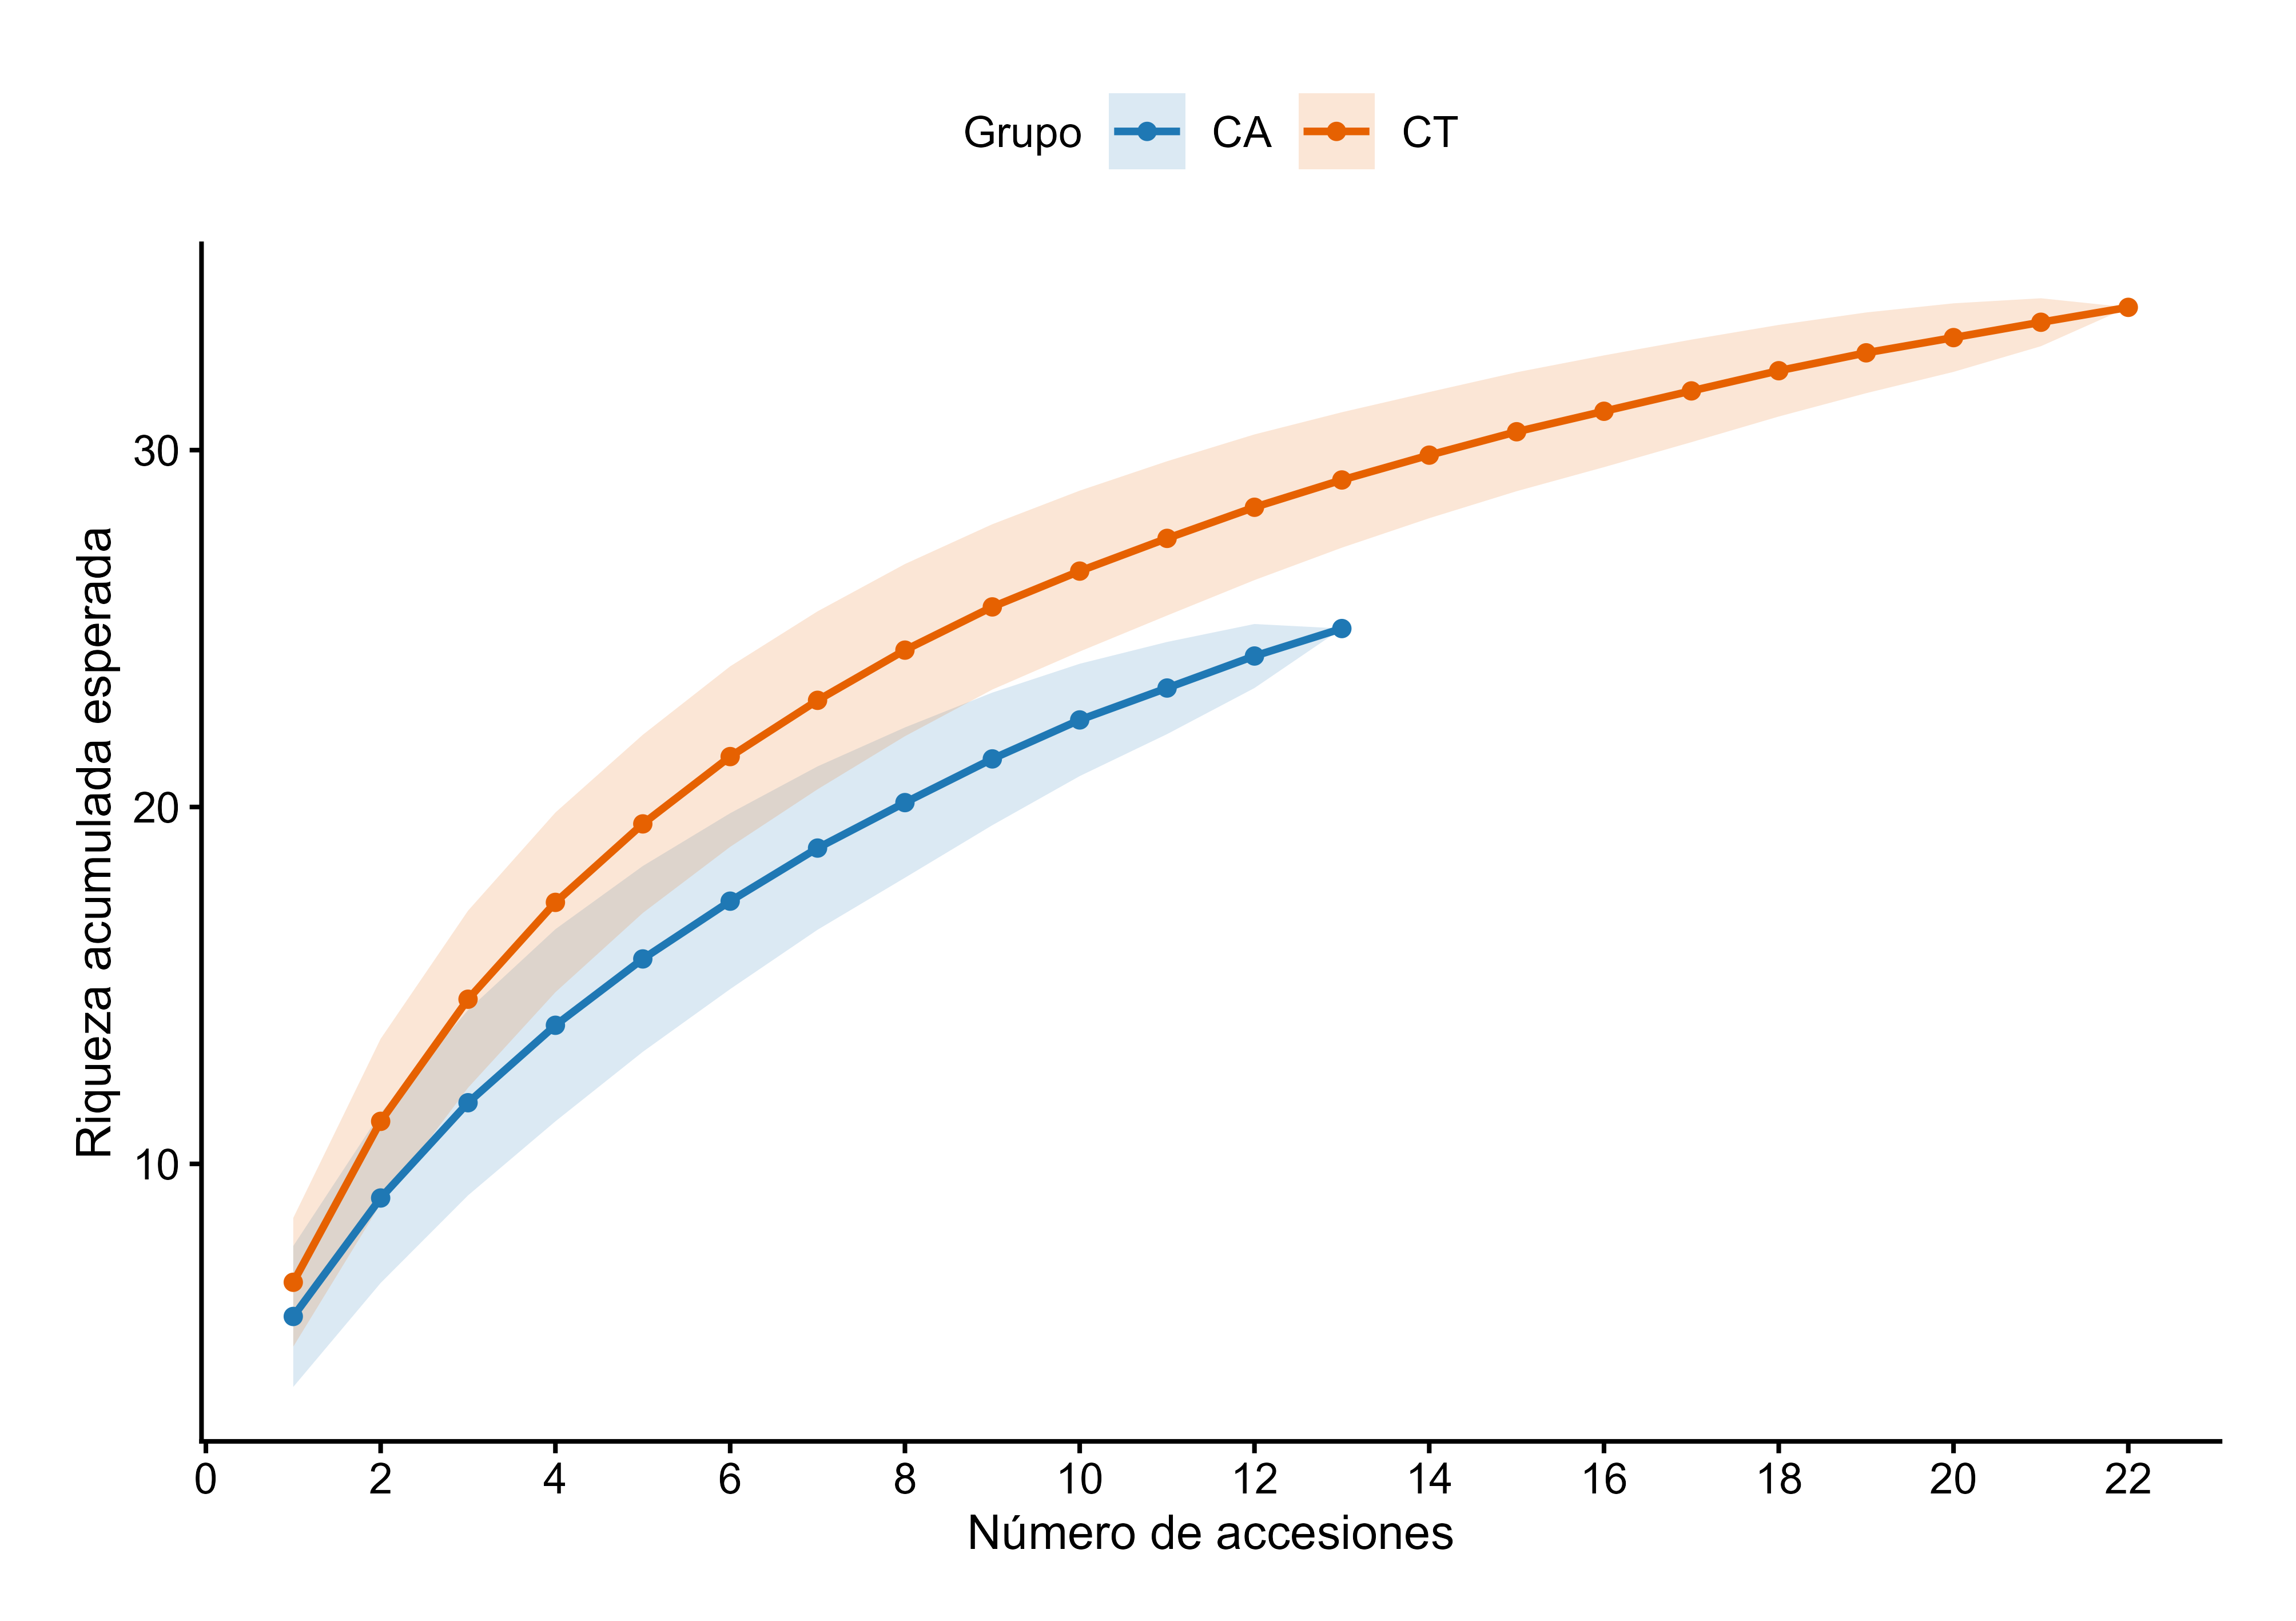 Grupo CA CT
Riqueza acumulada esperada
30
20
10
0 2 4 6 8 10 12 14 16 18 20 22
Número de accesiones